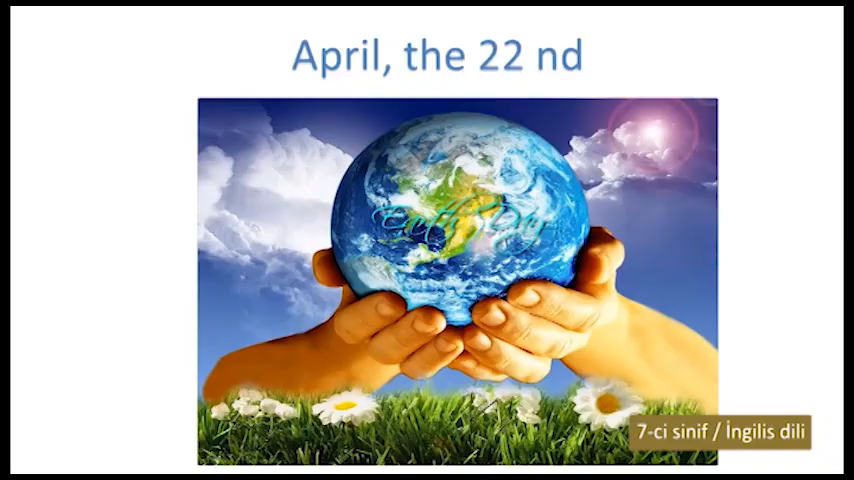 April, the 22 nd
Earth Day
7-ci sinif / İngilis dili